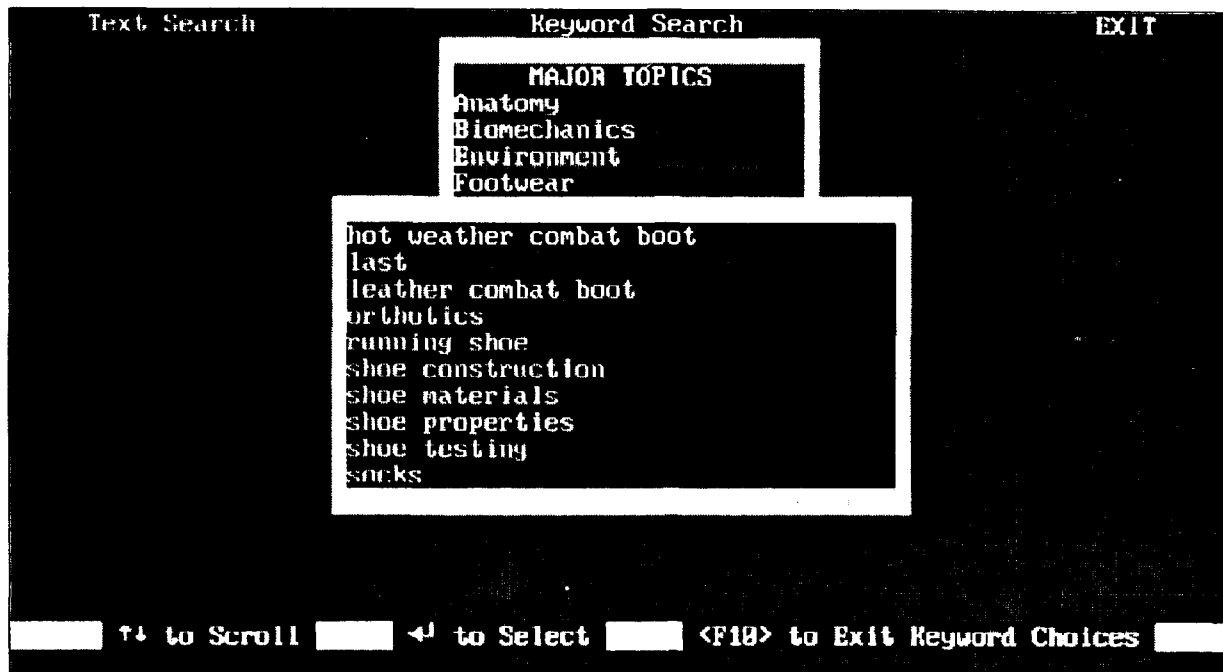 Text Search Keyword Search EXIT
MAJOR TOPICS
Anatomy
Biomechanics
Environment
Footwear
hot weather combat boot
last
leather combat boot
orthotics
running shoe
shoe construction
shoe materials
shoe properties
shoe testing
socks
↑↓ to Scroll ↵ to Select <F10> to Exit Keyword Choices